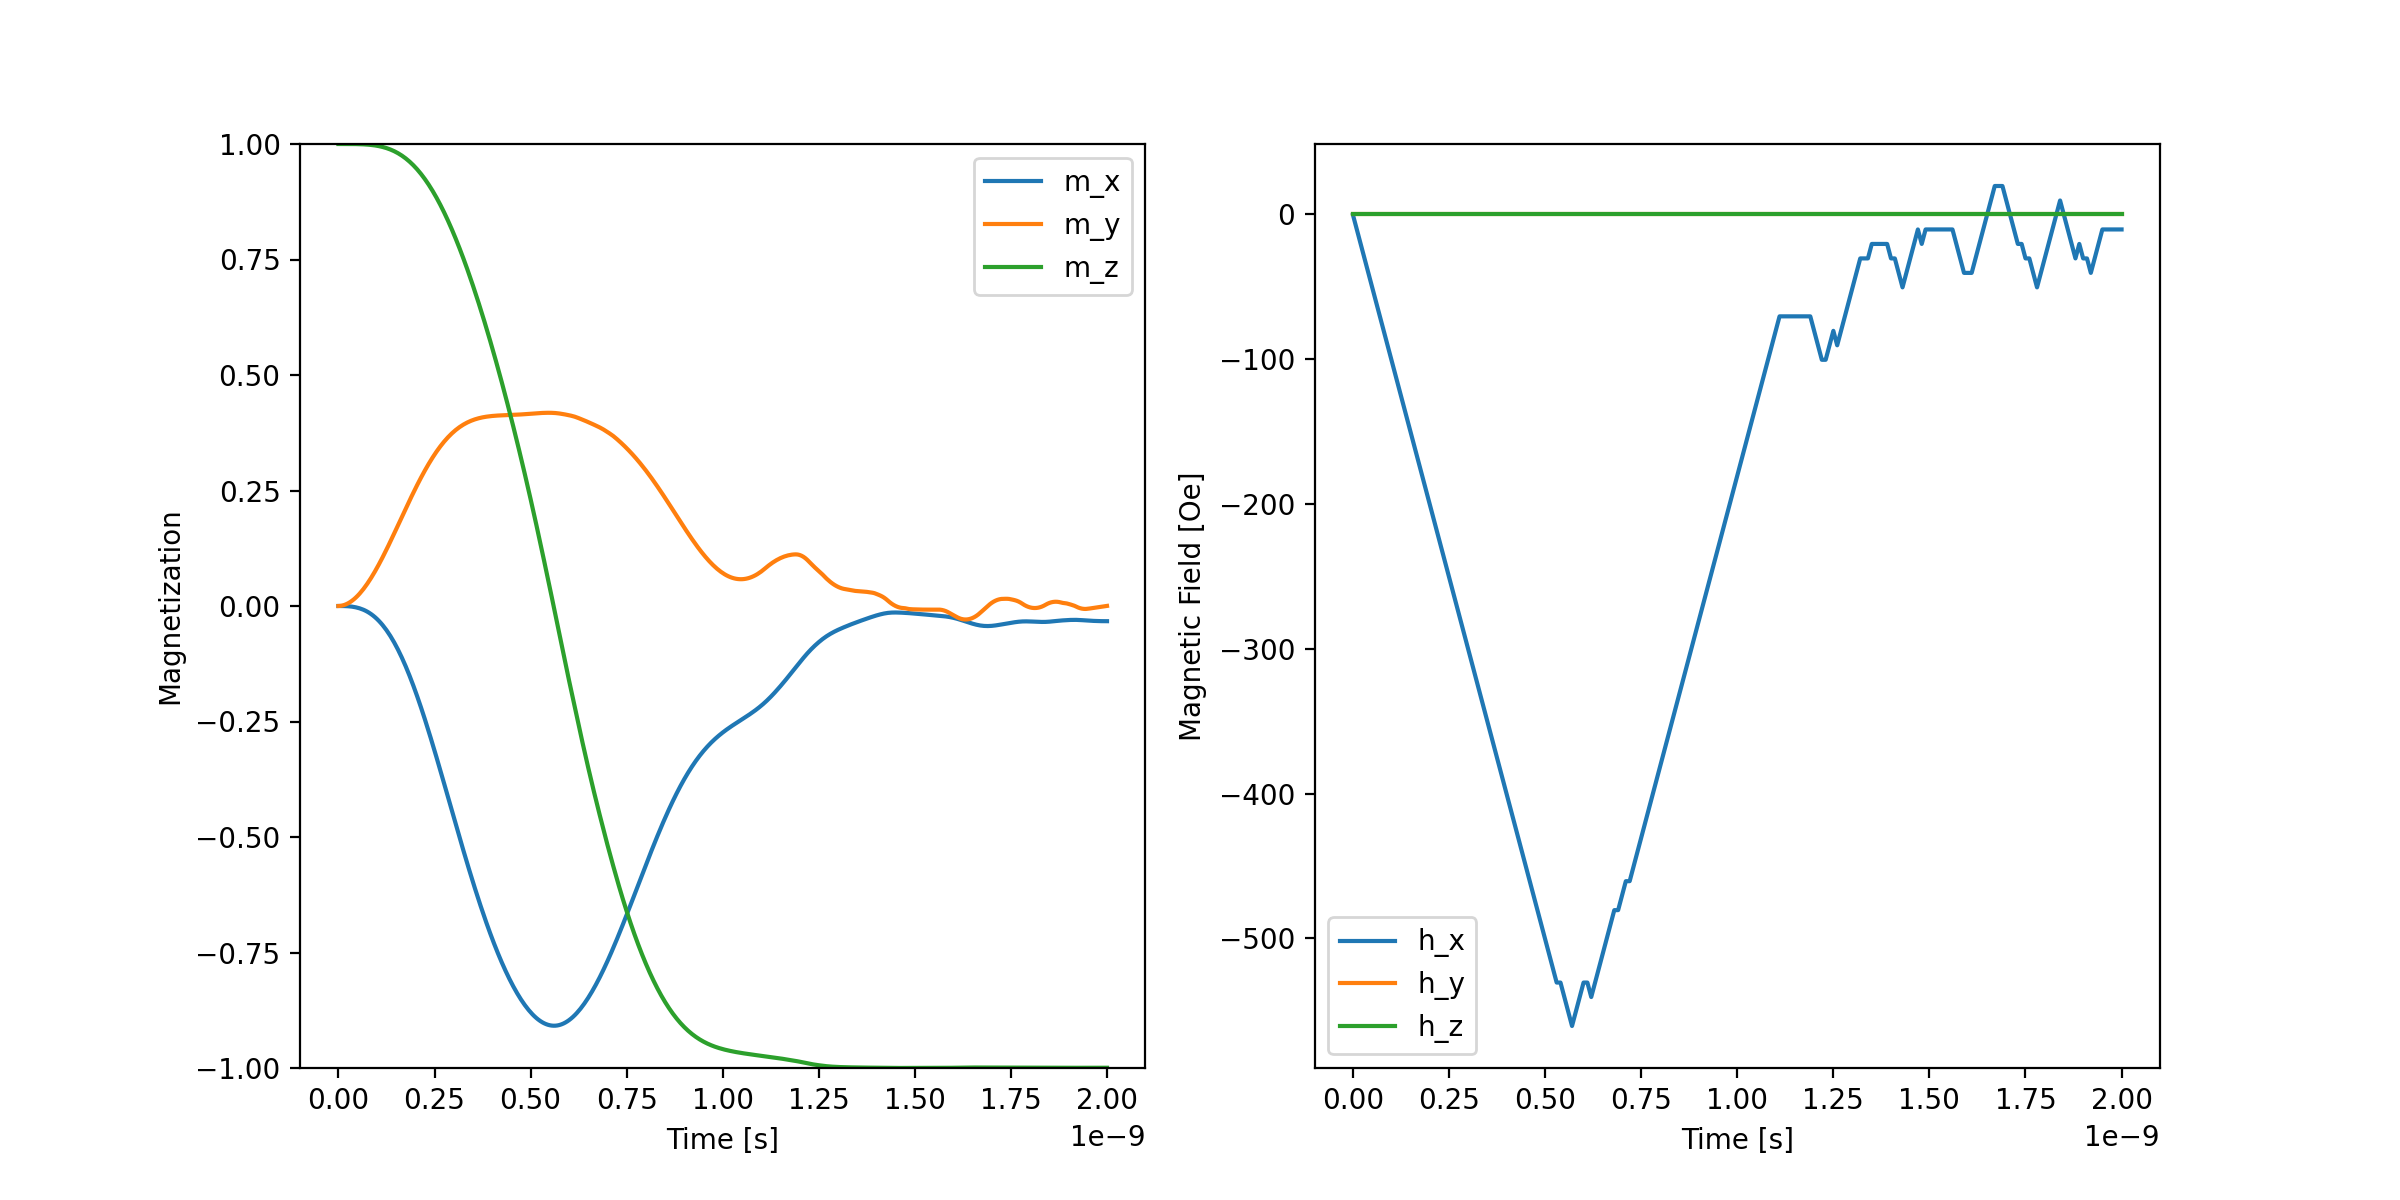 Magnetization
1.00
0.75
0.50
0.25
0.00
−0.25
−0.50
−0.75
−1.00
m_x
m_y
m_z
0.00 0.25 0.50 0.75 1.00 1.25 1.50 1.75 2.00
Time [s]
1e−9
Magnetic Field [Oe]
0
−100
−200
−300
−400
−500
h_x
h_y
h_z
0.00 0.25 0.50 0.75 1.00 1.25 1.50 1.75 2.00
Time [s]
1e−9